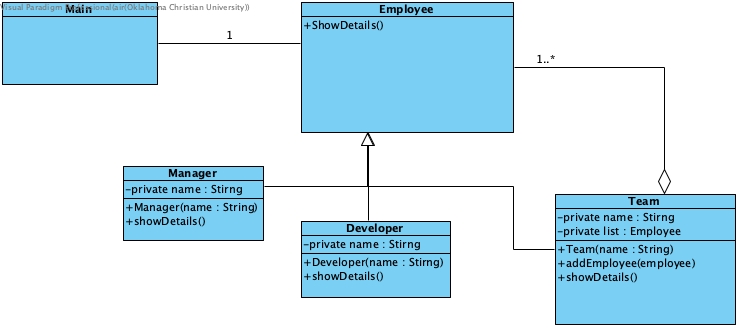 Visual Paradigm Professional(air(Oklahoma Christian University))
Main
Employee
+ShowDetails()
1
1..*
Manager
-private name : Stirng
+Manager(name : String)
+showDetails()
Developer
-private name : Stirng
+Developer(name : Stirng)
+showDetails()
Team
-private name : Stirng
-private list : Employee
+Team(name : String)
+addEmployee(employee)
+showDetails()